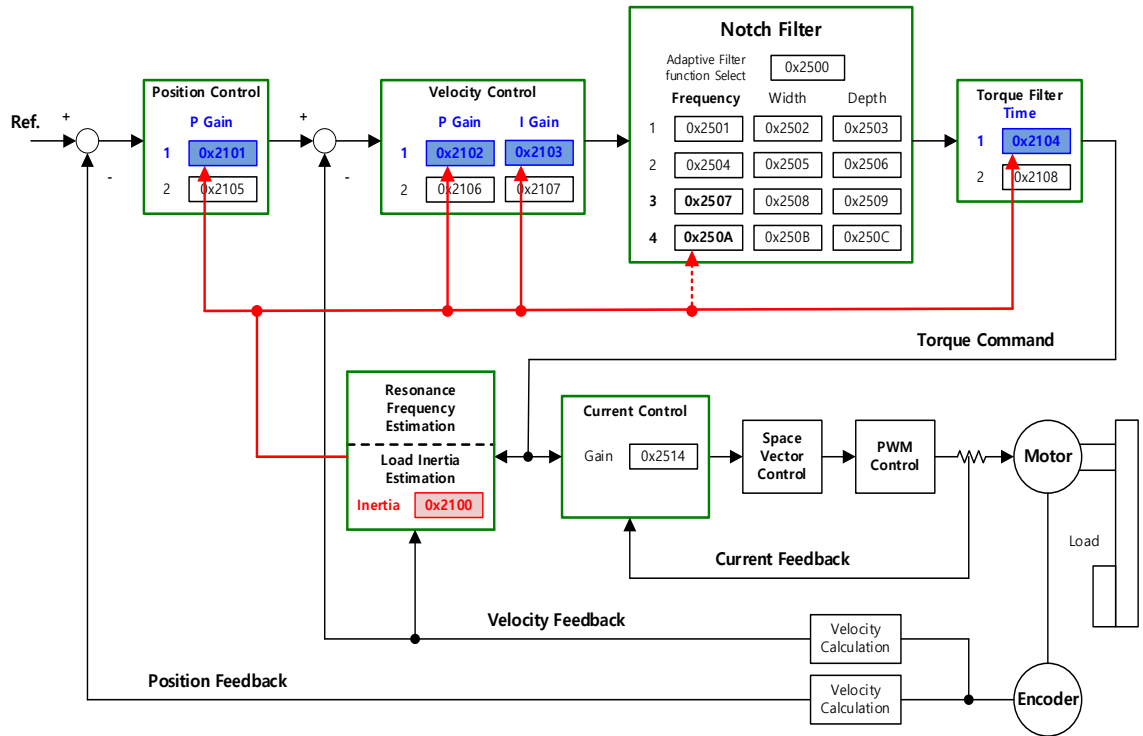 Notch Filter
Adaptive Filter
function Select
0x2500
Frequency Width Depth
1 0x2501 0x2502 0x2503
2 0x2504 0x2505 0x2506
3 0x2507 0x2508 0x2509
4 0x250A 0x250B 0x250C
Ref.
+
-
Position Control
P Gain
1 0x2101
2 0x2105
+
-
Velocity Control
P Gain I Gain
1 0x2102 0x2103
2 0x2106 0x2107
Torque Filter
Time
1 0x2104
2 0x2108
Torque Command
Resonance
Frequency
Estimation
Load Inertia
Estimation
Inertia 0x2100
Current Control
Gain 0x2514
Space
Vector
Control
PWM
Control
Motor
Load
Current Feedback
Velocity Feedback
Velocity
Calculation
Position Feedback
Velocity
Calculation
Encoder